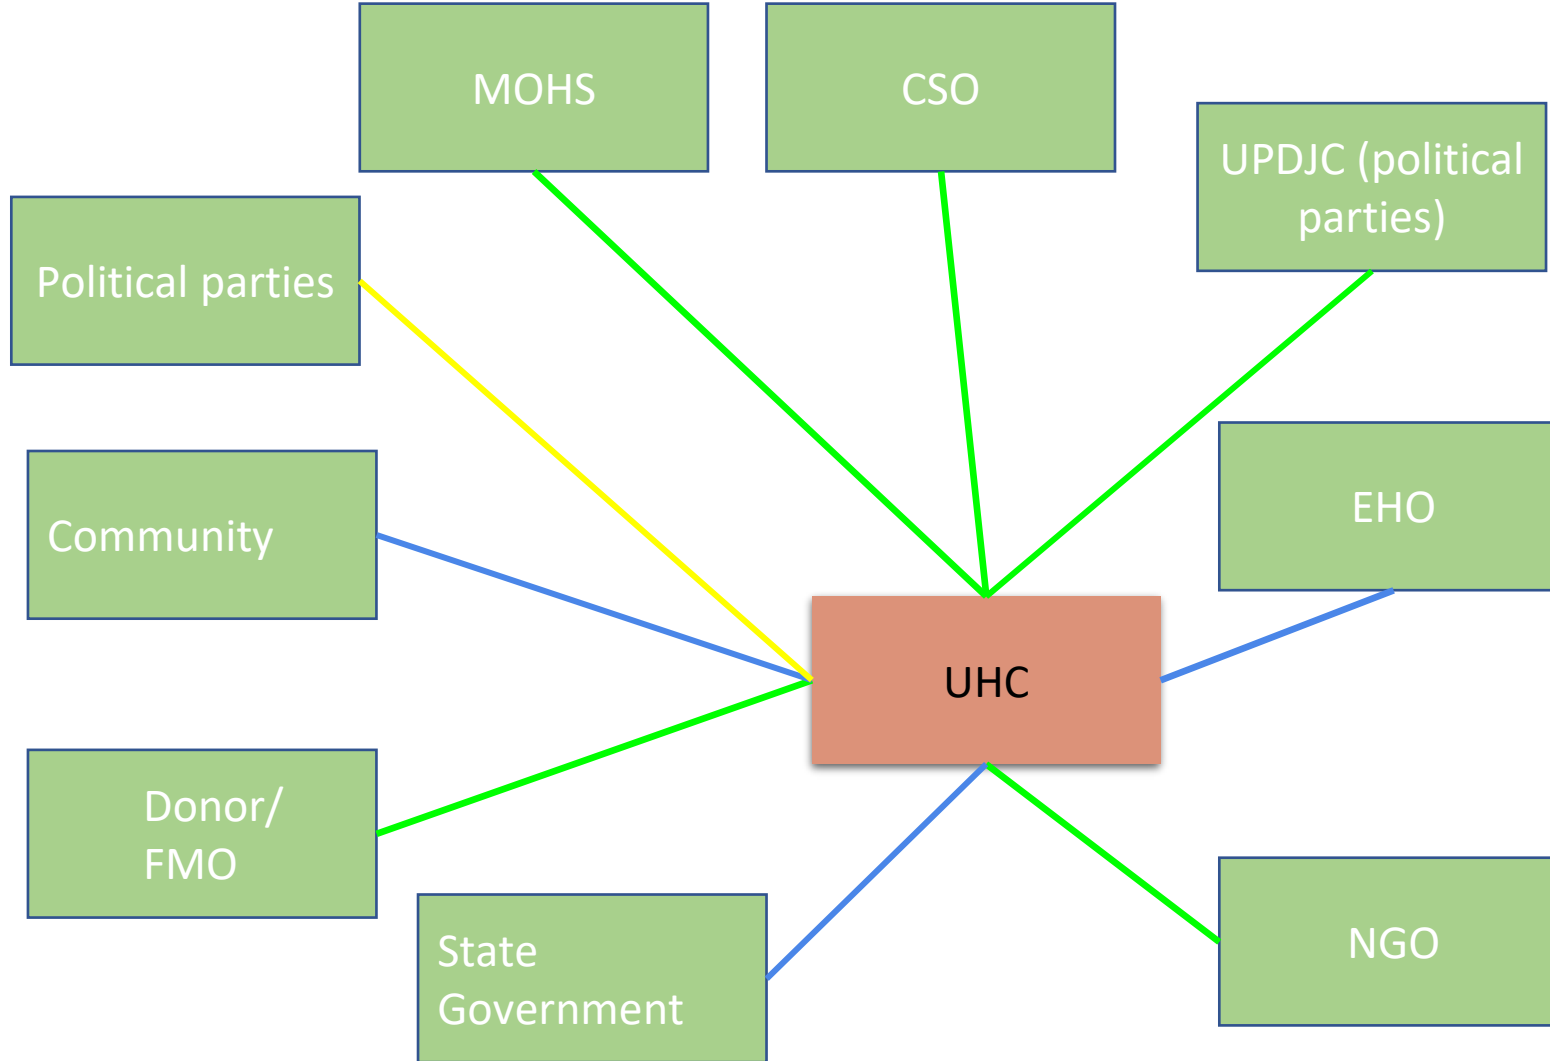 MOHS
CSO
UPDJC (political
parties)
Political parties
Community
EHO
UHC
Donor/
FMO
State
Government
NGO